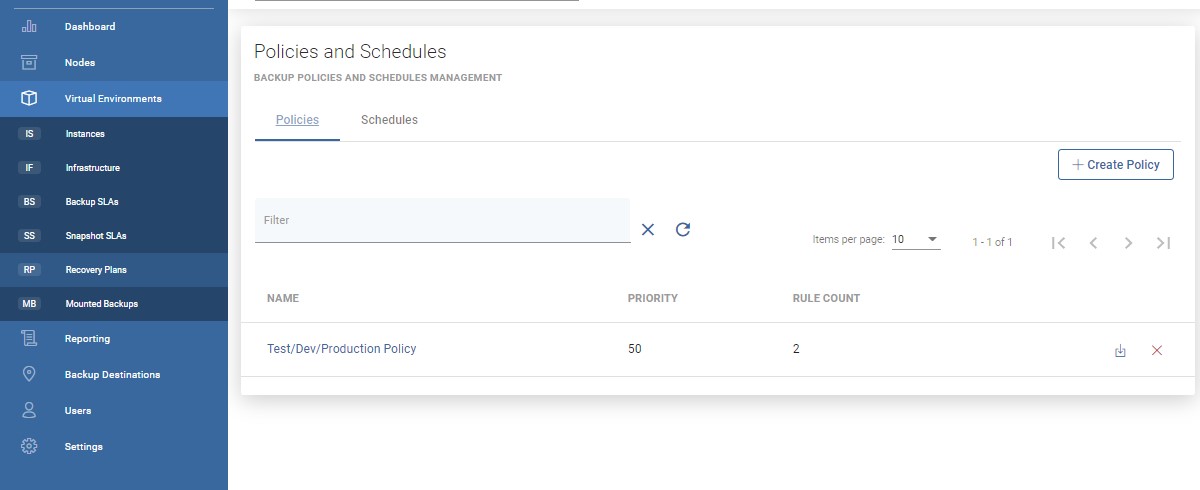 Dashboard
Nodes
Virtual Environments
IS Instances
IF Infrastructure
BS Backup SLAs
SS Snapshot SLAs
RP Recovery Plans
MB Mounted Backups
Reporting
Backup Destinations
Users
Settings
Policies and Schedules
BACKUP POLICIES AND SCHEDULES MANAGEMENT
Policies Schedules
Create Policy
Filter
Items per page: 10 1 - 1 of 1
NAME PRIORITY RULE COUNT
Test/Dev/Production Policy 50 2